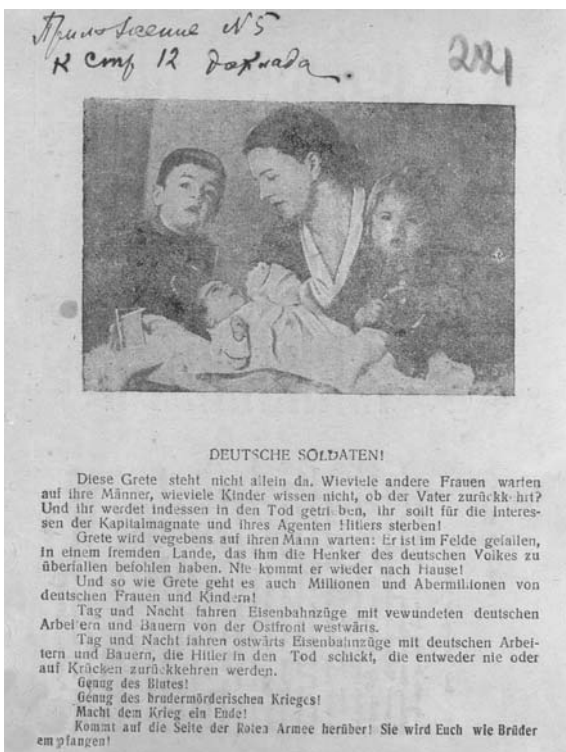 Приложение N5
к стр 12 доклада.
221
DEUTSCHE SOLDATEN!
Diese Grete steht nicht allein da. Wieviele andere Frauen warten
auf ihre Männer, wieviele Kinder wissen nicht, ob der Vater zurückkehrt?
Und ihr werdet indessen in den Tod getrieben, ihr sollt für die Interes-
sen der Kapitalmagnate und ihres Agenten Hitlers sterben!
Grete wird vegebens auf ihren Mann warten: Er ist im Felde gefallen,
in einem fremden Lande, das ihm die Henker des deutschen Volkes zu
überfallen befohlen haben. Nie kommt er wieder nach Hause!
Und so wie Grete geht es auch Millionen und Abermillionen von
deutschen Frauen und Kindern!
Tag und Nacht fahren Eisenbahnzüge mit vewundeten deutschen
Arbeitern und Bauern von der Ostfront westwärts.
Tag und Nacht fahren ostwärts Eisenbahnzüge mit deutschen Arbei-
tern und Bauern, die Hitler in den Tod schickt, die entweder nie oder
auf Krücken zurückkehren werden.
Genug des Blutes!
Genug des brudermörderischen Krieges!
Macht dem Krieg ein Ende!
Kommt auf die Seite der Roten Armee herüber! Sie wird Euch wie Brüder
empfangen!